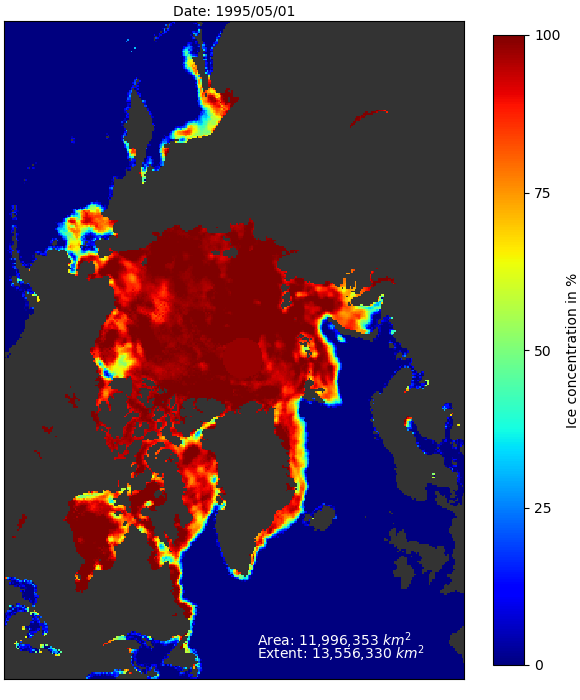 Date: 1995/05/01
100
75
50
25
0
Ice concentration in %
Area: 11,996,353 km²
Extent: 13,556,330 km²